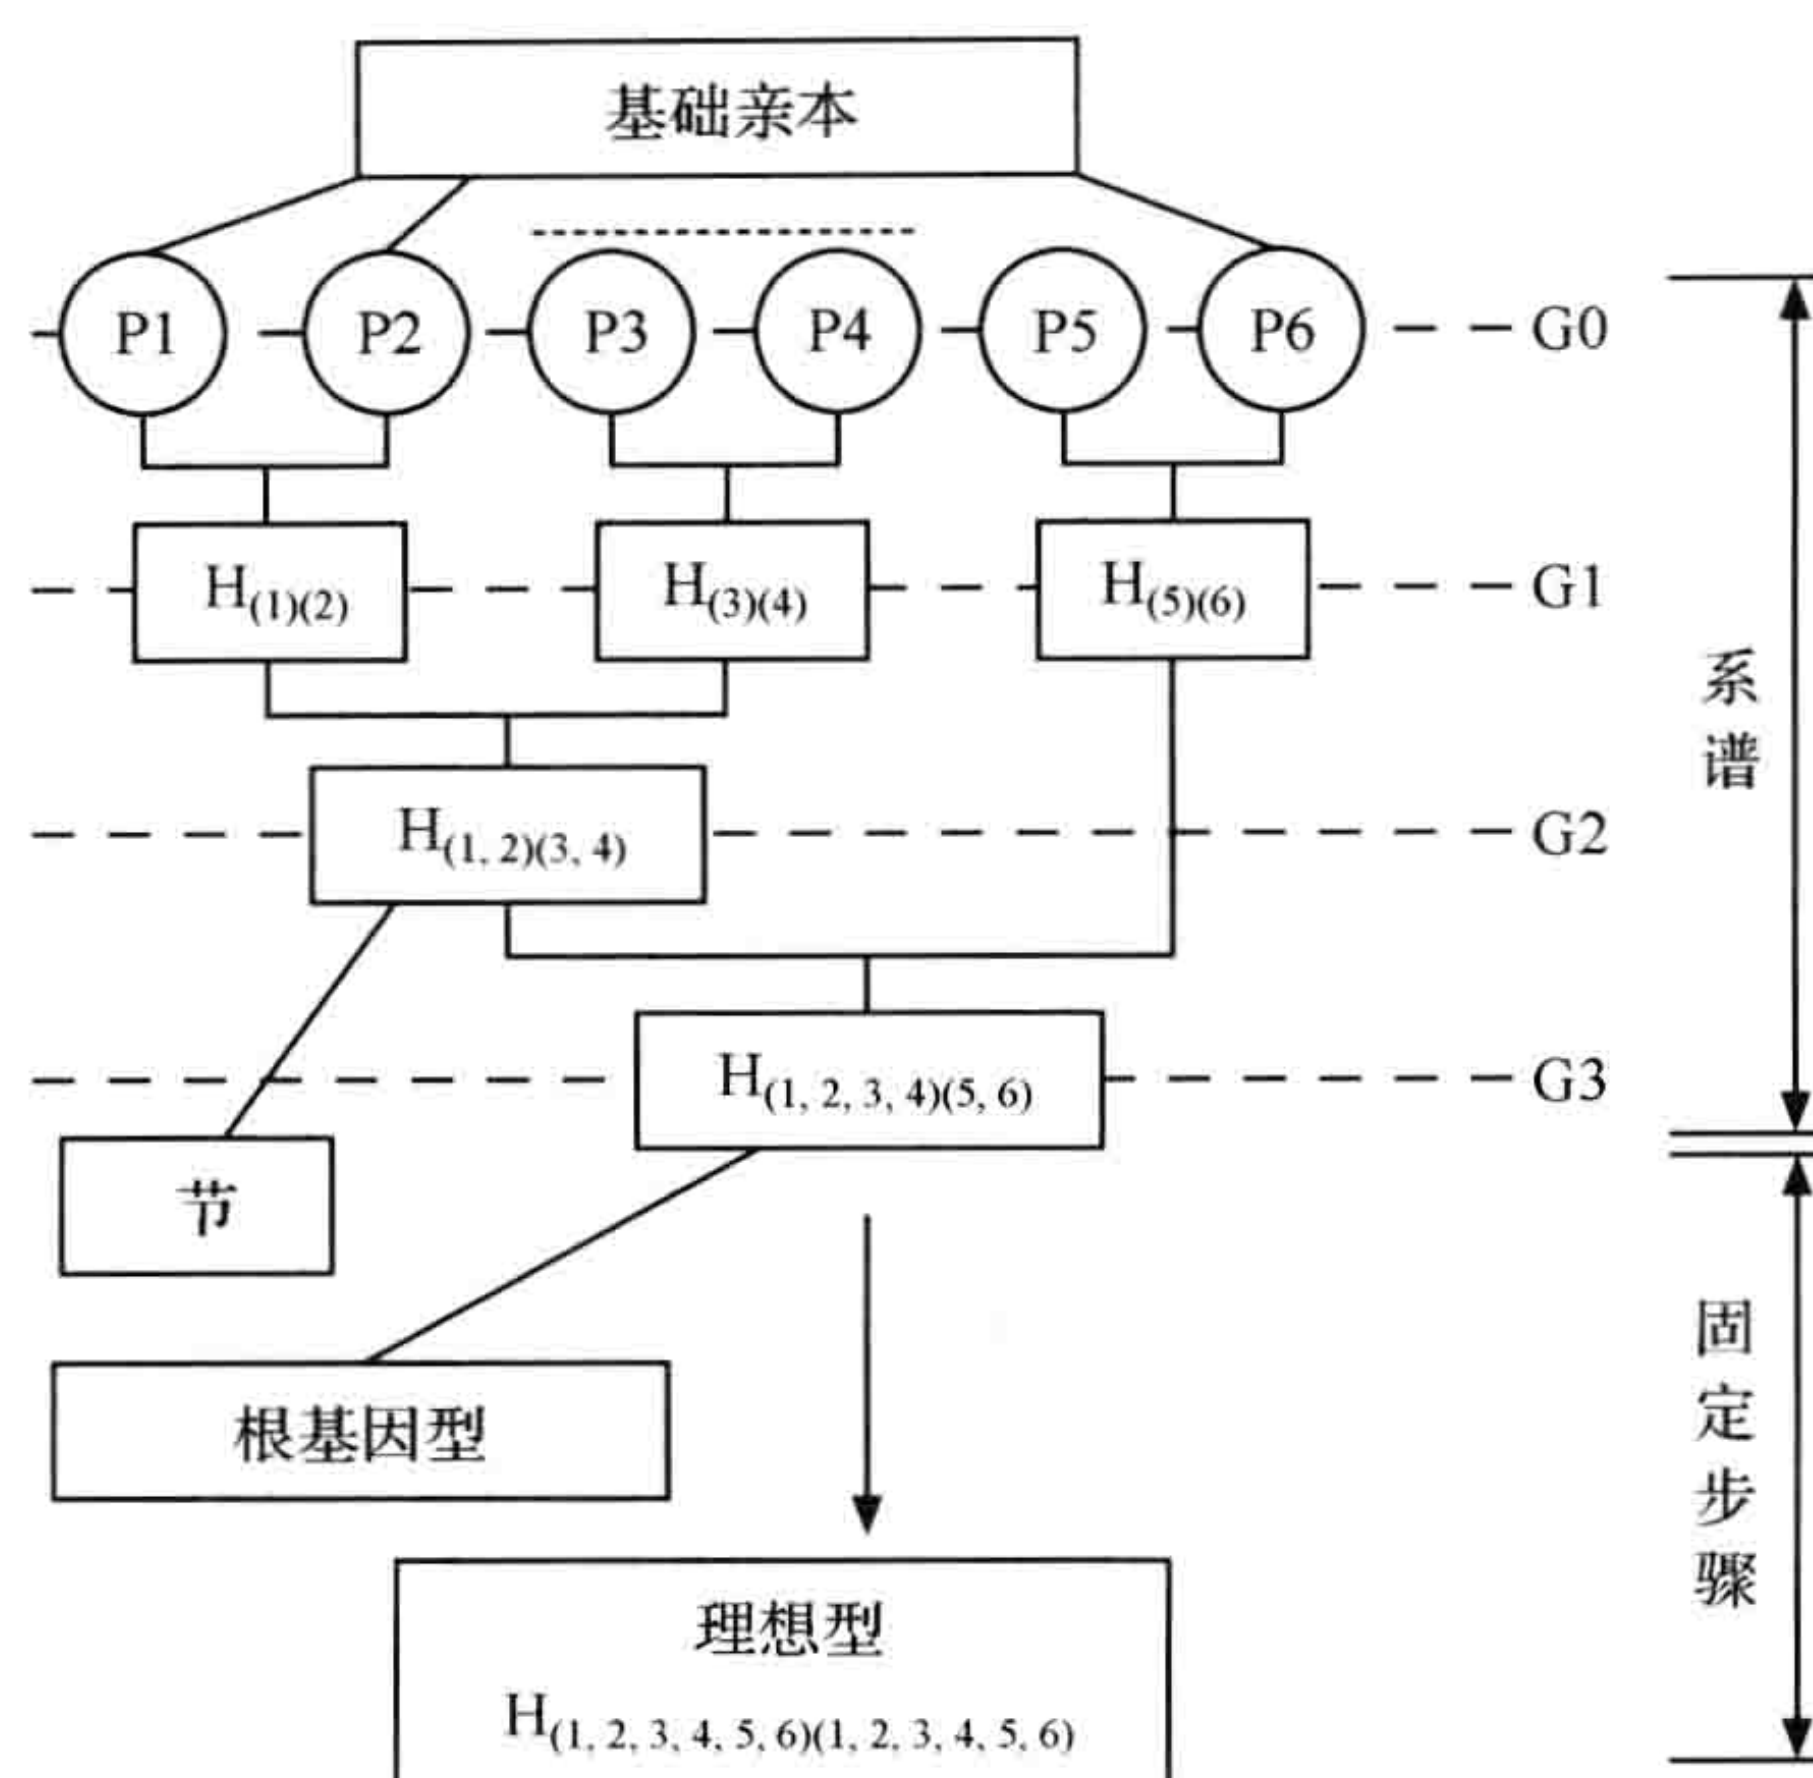 基础亲本
P1 P2 P3 P4 P5 P6 G0
H(1)(2) H(3)(4) H(5)(6) G1
系谱
H(1, 2)(3, 4) G2
H(1, 2, 3, 4)(5, 6) G3
节
根基因型
固定步骤
理想型
H(1, 2, 3, 4, 5, 6)(1, 2, 3, 4, 5, 6)